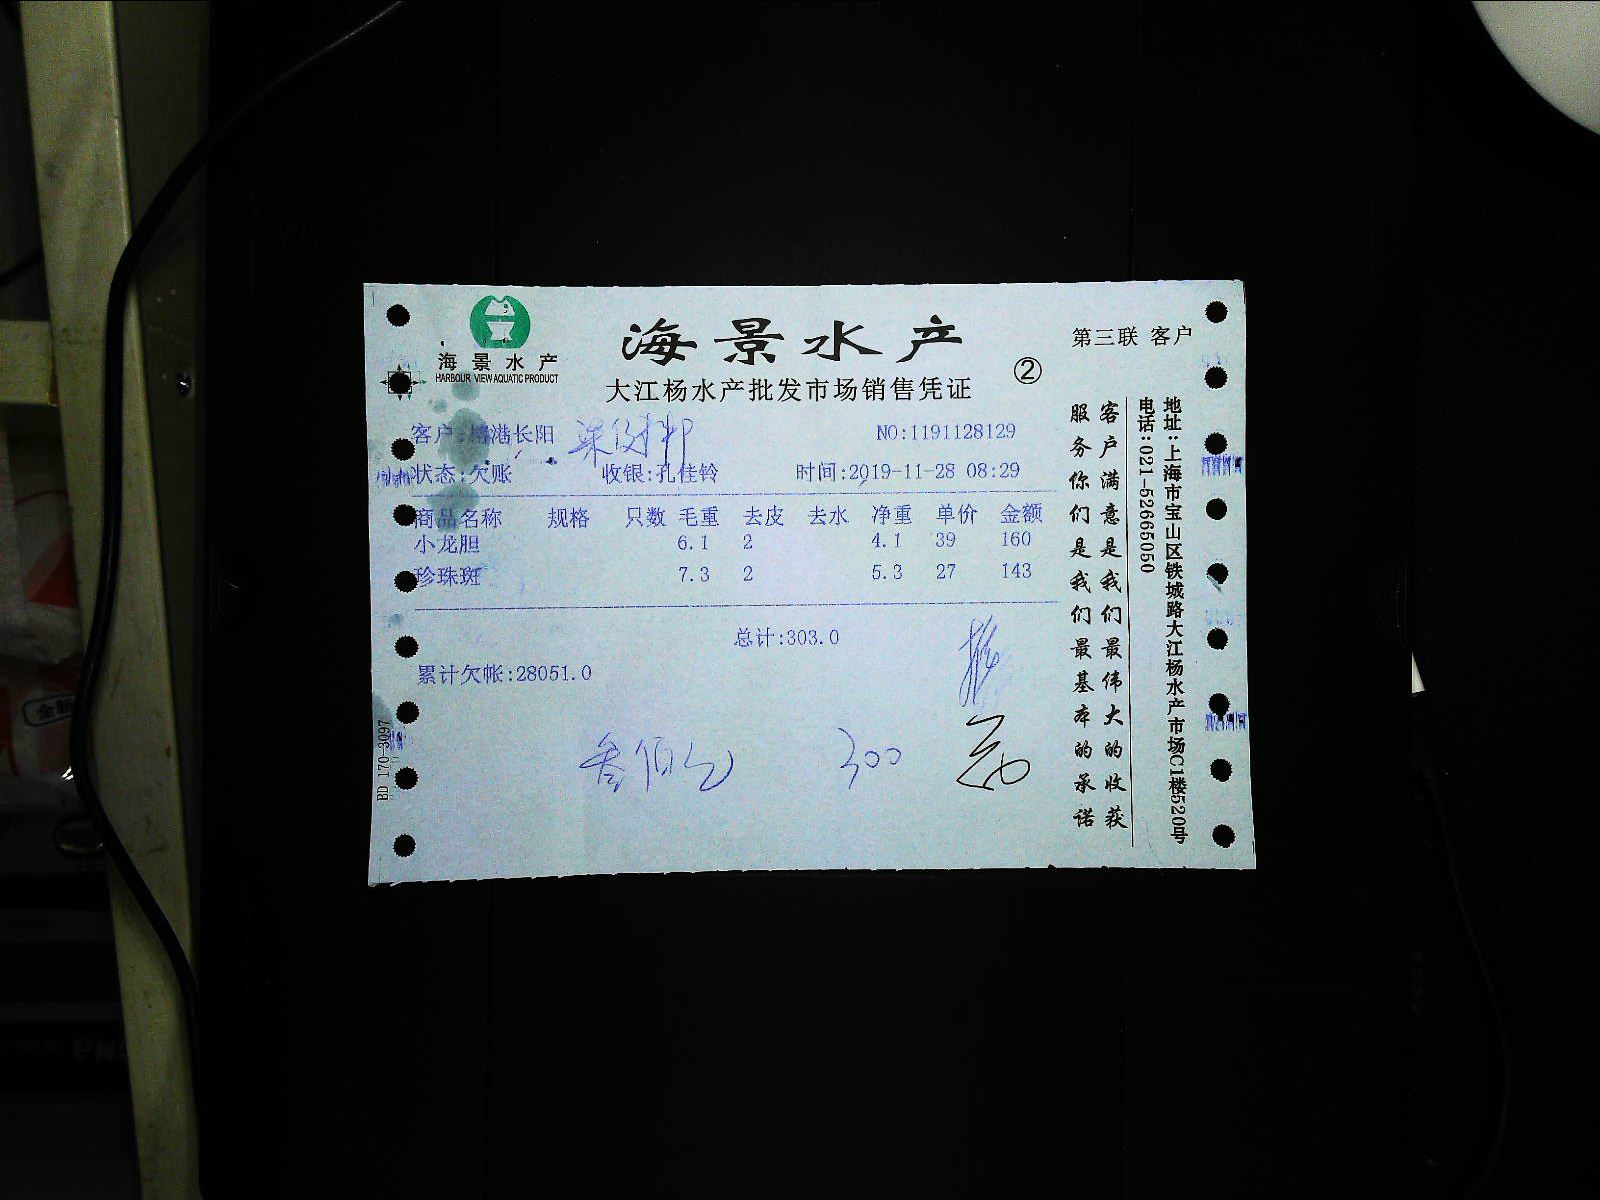 海景水产
HARBOUR VIEW AQUATIC PRODUCT
海景水产
大江杨水产批发市场销售凭证
②
第三联 客户
客户:榕港长阳
NO:1191128129
状态:欠账 收银:孔佳铃 时间:2019-11-28 08:29
商品名称 规格 只数 毛重 去皮 去水 净重 单价 金额
小龙胆 6.1 2 4.1 39 160
珍珠斑 7.3 2 5.3 27 143
总计:303.0
累计欠帐:28051.0
叁佰元 300
客户满意是我们最伟大的收获
服务你们是我们最基本的承诺
地址:上海市宝山区铁城路大江杨水产市场C1楼520号
电话:021-52665050
BD 170-3097